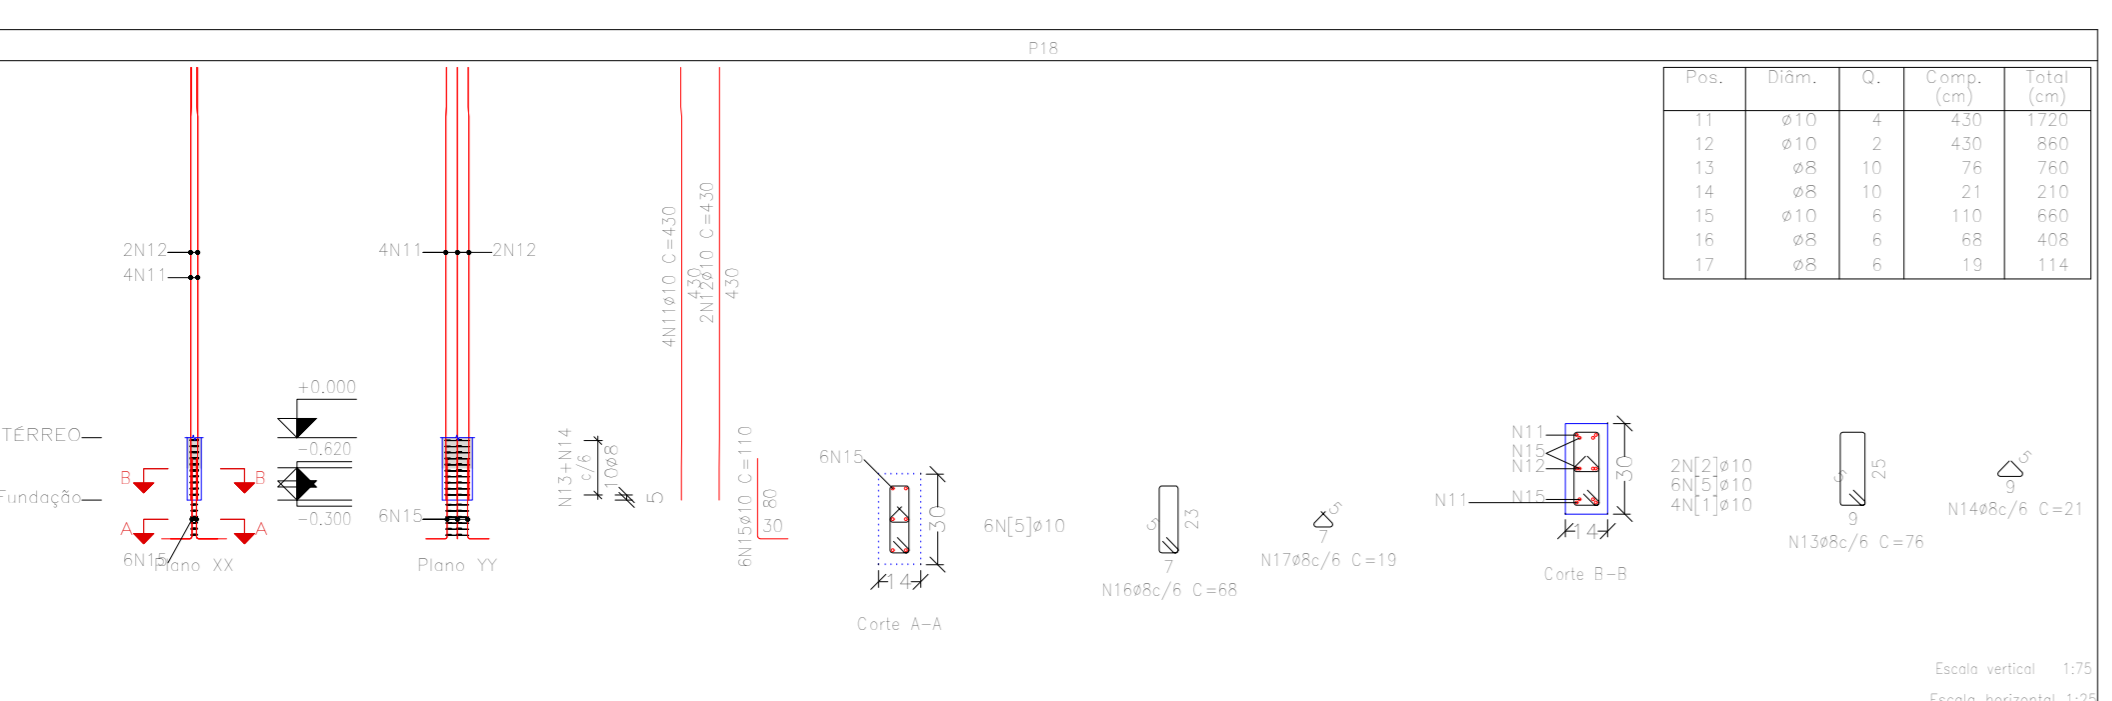 P18
Pos. Diâm. Q. Comp. (cm) Total (cm)
11 ø10 4 430 1720
12 ø10 2 430 860
13 ø8 10 76 760
14 ø8 10 21 210
15 ø10 6 110 660
16 ø8 6 68 408
17 ø8 6 19 114
2N12
4N11
4N11
2N12
4N11ø10 C=430
430
2N12ø10 C=430
430
+0.000
TÉRREO
-0.620
B
B
Fundação
-0.300
A
A
6N15
Plano XX
6N15
Plano YY
N13+N14
c/6
10ø8
5
6N15ø10 C=110
80
30
6N15
30
14
6N[5]ø10
Corte A-A
5
23
7
N16ø8c/6 C=68
5
7
N17ø8c/6 C=19
N11
N15
N12
N11
N15
30
14
2N[2]ø10
6N[5]ø10
4N[1]ø10
Corte B-B
5
25
9
N13ø8c/6 C=76
5
9
N14ø8c/6 C=21
Escala vertical 1:75
Escala horizontal 1:25